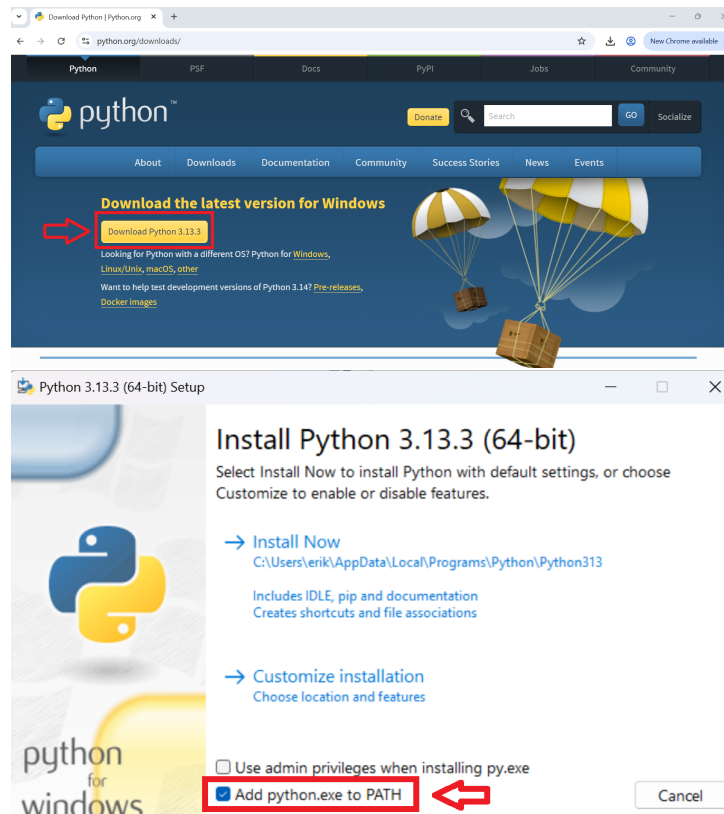 Download Python | Python.org
python.org/downloads/
New Chrome available
Python PSF Docs PyPI Jobs Community
python™
Donate Search GO Socialize
About Downloads Documentation Community Success Stories News Events
Download the latest version for Windows
Download Python 3.13.3
Looking for Python with a different OS? Python for Windows,
Linux/Unix, macOS, other
Want to help test development versions of Python 3.14? Pre-releases,
Docker images
Python 3.13.3 (64-bit) Setup
Install Python 3.13.3 (64-bit)
Select Install Now to install Python with default settings, or choose
Customize to enable or disable features.
Install Now
C:\Users\erik\AppData\Local\Programs\Python\Python313
Includes IDLE, pip and documentation
Creates shortcuts and file associations
Customize installation
Choose location and features
python
for
windows
Use admin privileges when installing py.exe
Add python.exe to PATH
Cancel